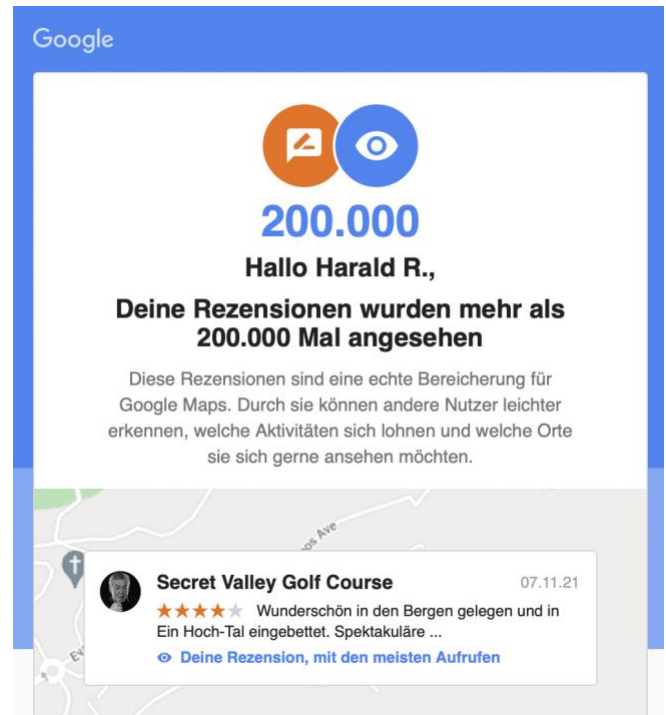 Google
200.000
Hallo Harald R.,
Deine Rezensionen wurden mehr als
200.000 Mal angesehen
Diese Rezensionen sind eine echte Bereicherung für
Google Maps. Durch sie können andere Nutzer leichter
erkennen, welche Aktivitäten sich lohnen und welche Orte
sie sich gerne ansehen möchten.
Ave
Secret Valley Golf Course 07.11.21
Wunderschön in den Bergen gelegen und in
Ein Hoch-Tal eingebettet. Spektakuläre ...
Deine Rezension, mit den meisten Aufrufen